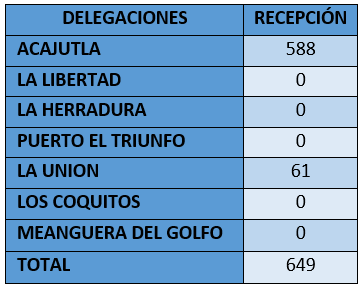 DELEGACIONES RECEPCIÓN
ACAJUTLA 588
LA LIBERTAD 0
LA HERRADURA 0
PUERTO EL TRIUNFO 0
LA UNION 61
LOS COQUITOS 0
MEANGUERA DEL GOLFO 0
TOTAL 649